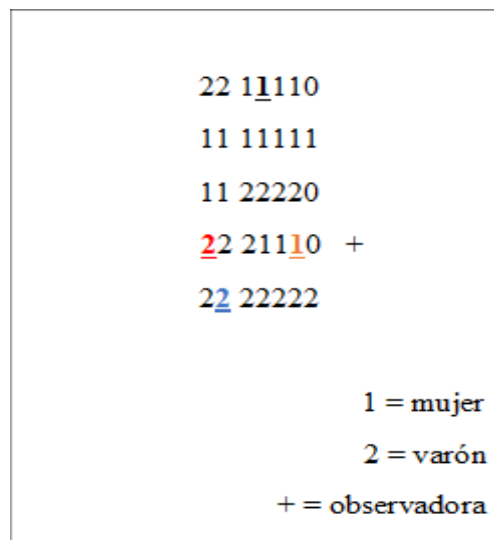 22 11110
11 11111
11 22220
22 21110 +
22 22222
1 = mujer
2 = varón
+ = observadora